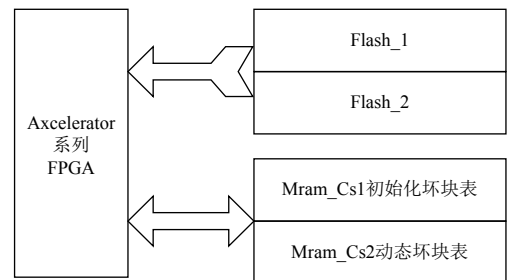 Axcelerator
系列
FPGA
Flash_1
Flash_2
Mram_Cs1初始化坏块表
Mram_Cs2动态坏块表